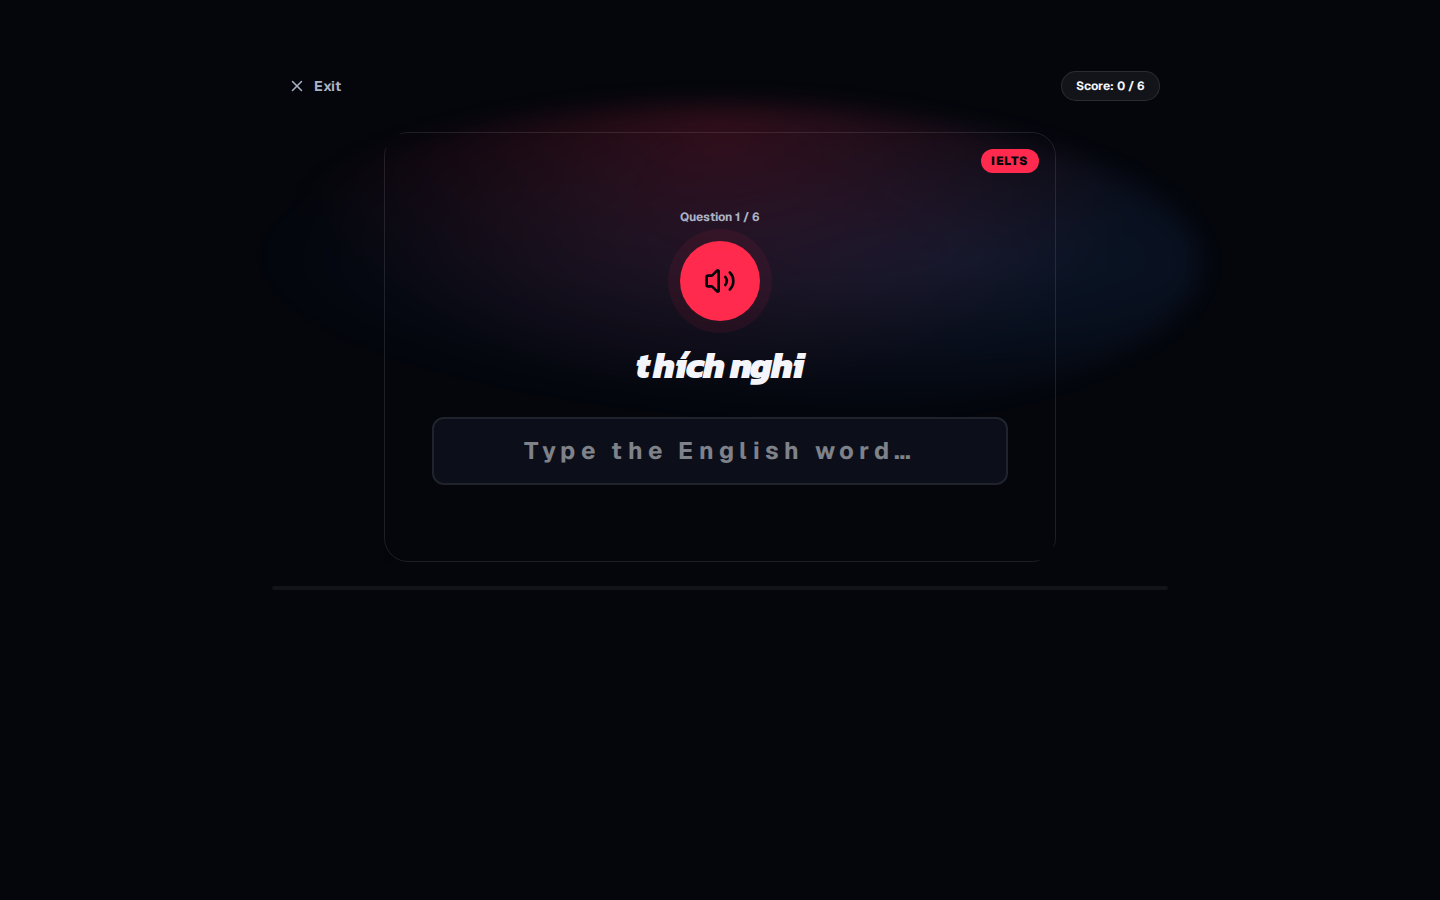 Exit
Score: 0 / 6
IELTS
Question 1 / 6
thích nghi
Type the English word…